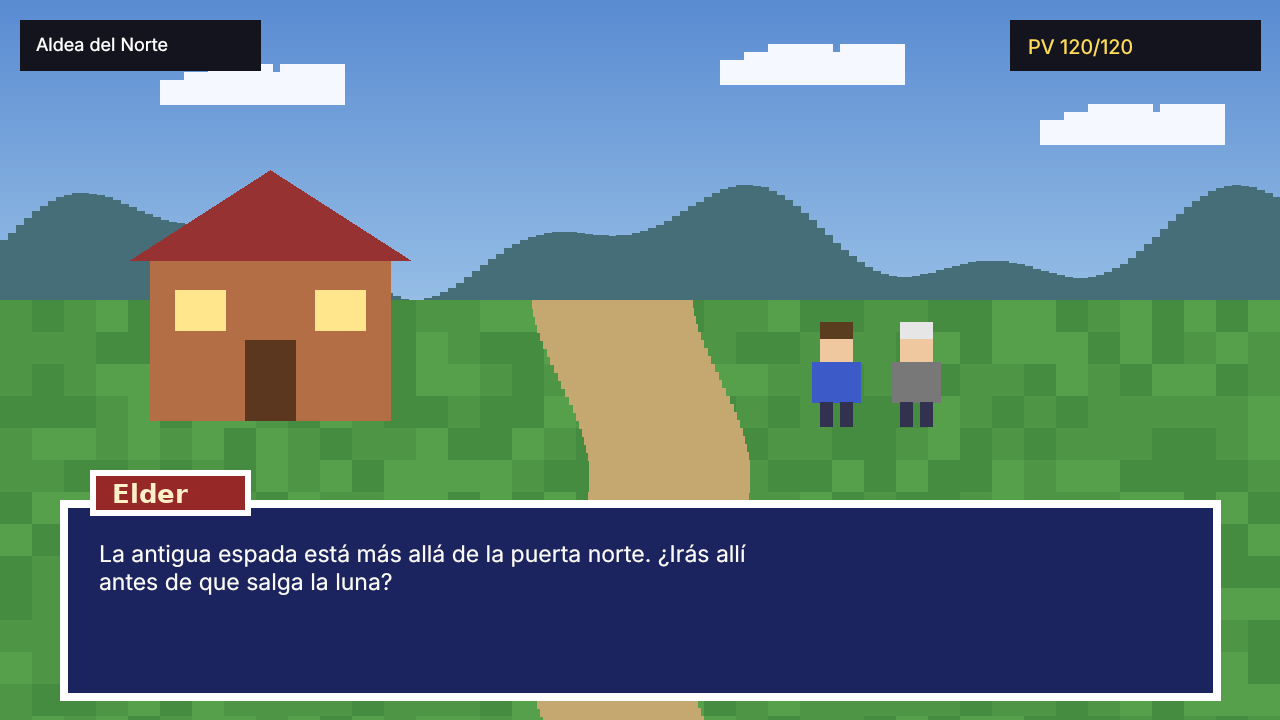 Aldea del Norte
PV 120/120
Elder
La antigua espada está más allá de la puerta norte. ¿Irás allí
antes de que salga la luna?